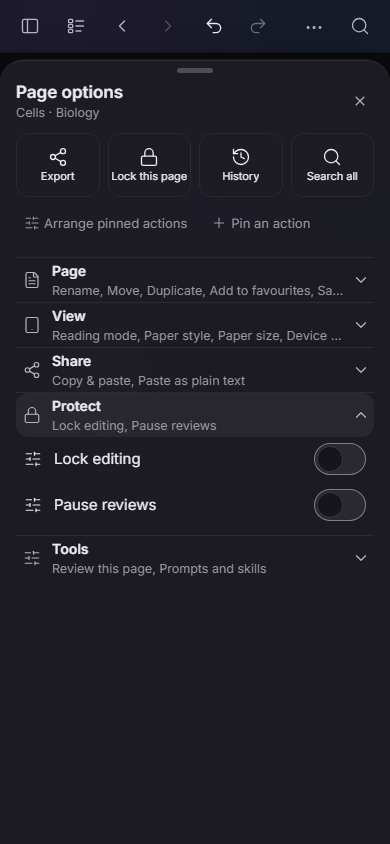 Page options
Cells · Biology
Export
Lock this page
History
Search all
Arrange pinned actions
Pin an action
Page
Rename, Move, Duplicate, Add to favourites, Sa...
View
Reading mode, Paper style, Paper size, Device ...
Share
Copy & paste, Paste as plain text
Protect
Lock editing, Pause reviews
Lock editing
Pause reviews
Tools
Review this page, Prompts and skills